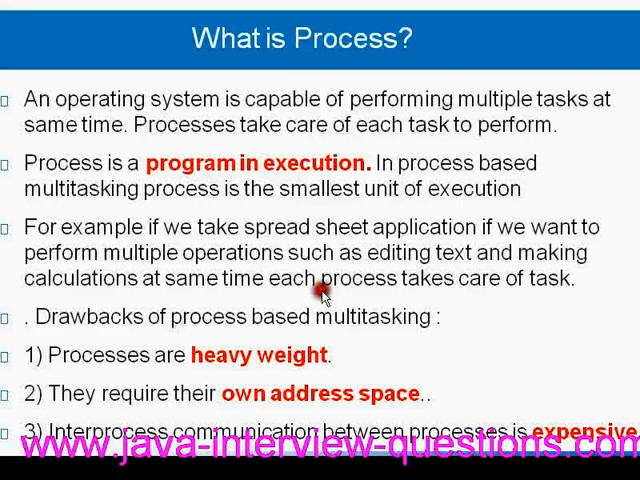 What is Process?
An operating system is capable of performing multiple tasks at
same time. Processes take care of each task to perform.
Process is a program in execution. In process based
multitasking process is the smallest unit of execution
For example if we take spread sheet application if we want to
perform multiple operations such as editing text and making
calculations at same time each process takes care of task.
. Drawbacks of process based multitasking :
1) Processes are heavy weight.
2) They require their own address space..
3) Interprocess communication between processes is expensive
www.java-interview-questions.com